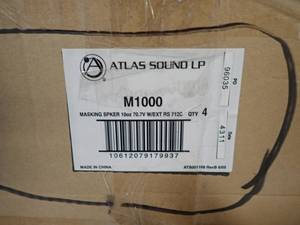 ATLAS SOUND LP
M1000
MASKING SPKER 10oz 70.7V W/EXT RS 712C QTY 4
10612079179937
MADE IN CHINA
PO
96035
4311